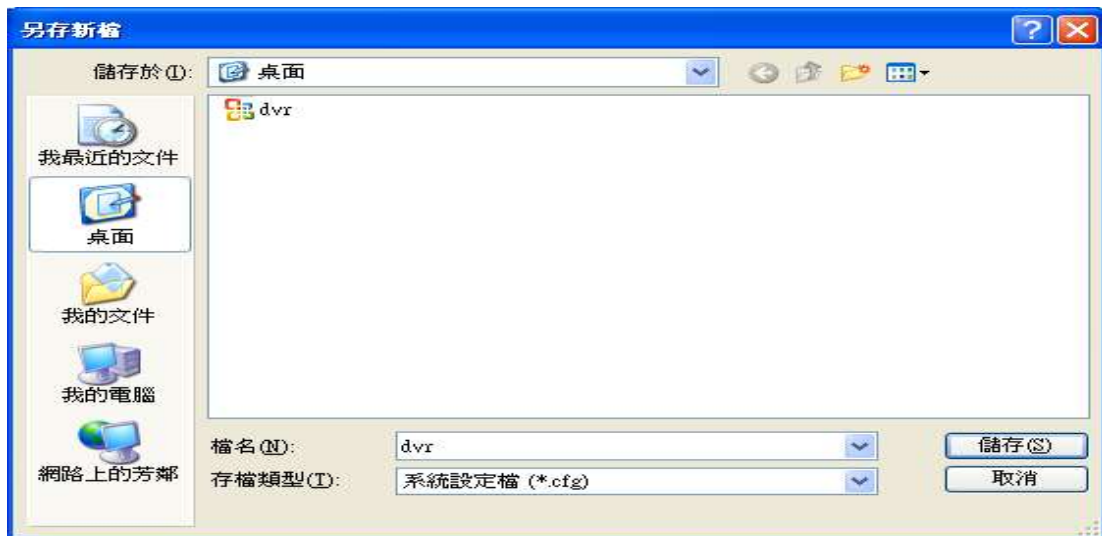 另存新檔
儲存於(I):
桌面
dvr
我最近的文件
桌面
我的文件
我的電腦
網路上的芳鄰
檔名(N):
dvr
儲存(S)
存檔類型(T):
系統設定檔 (*.cfg)
取消